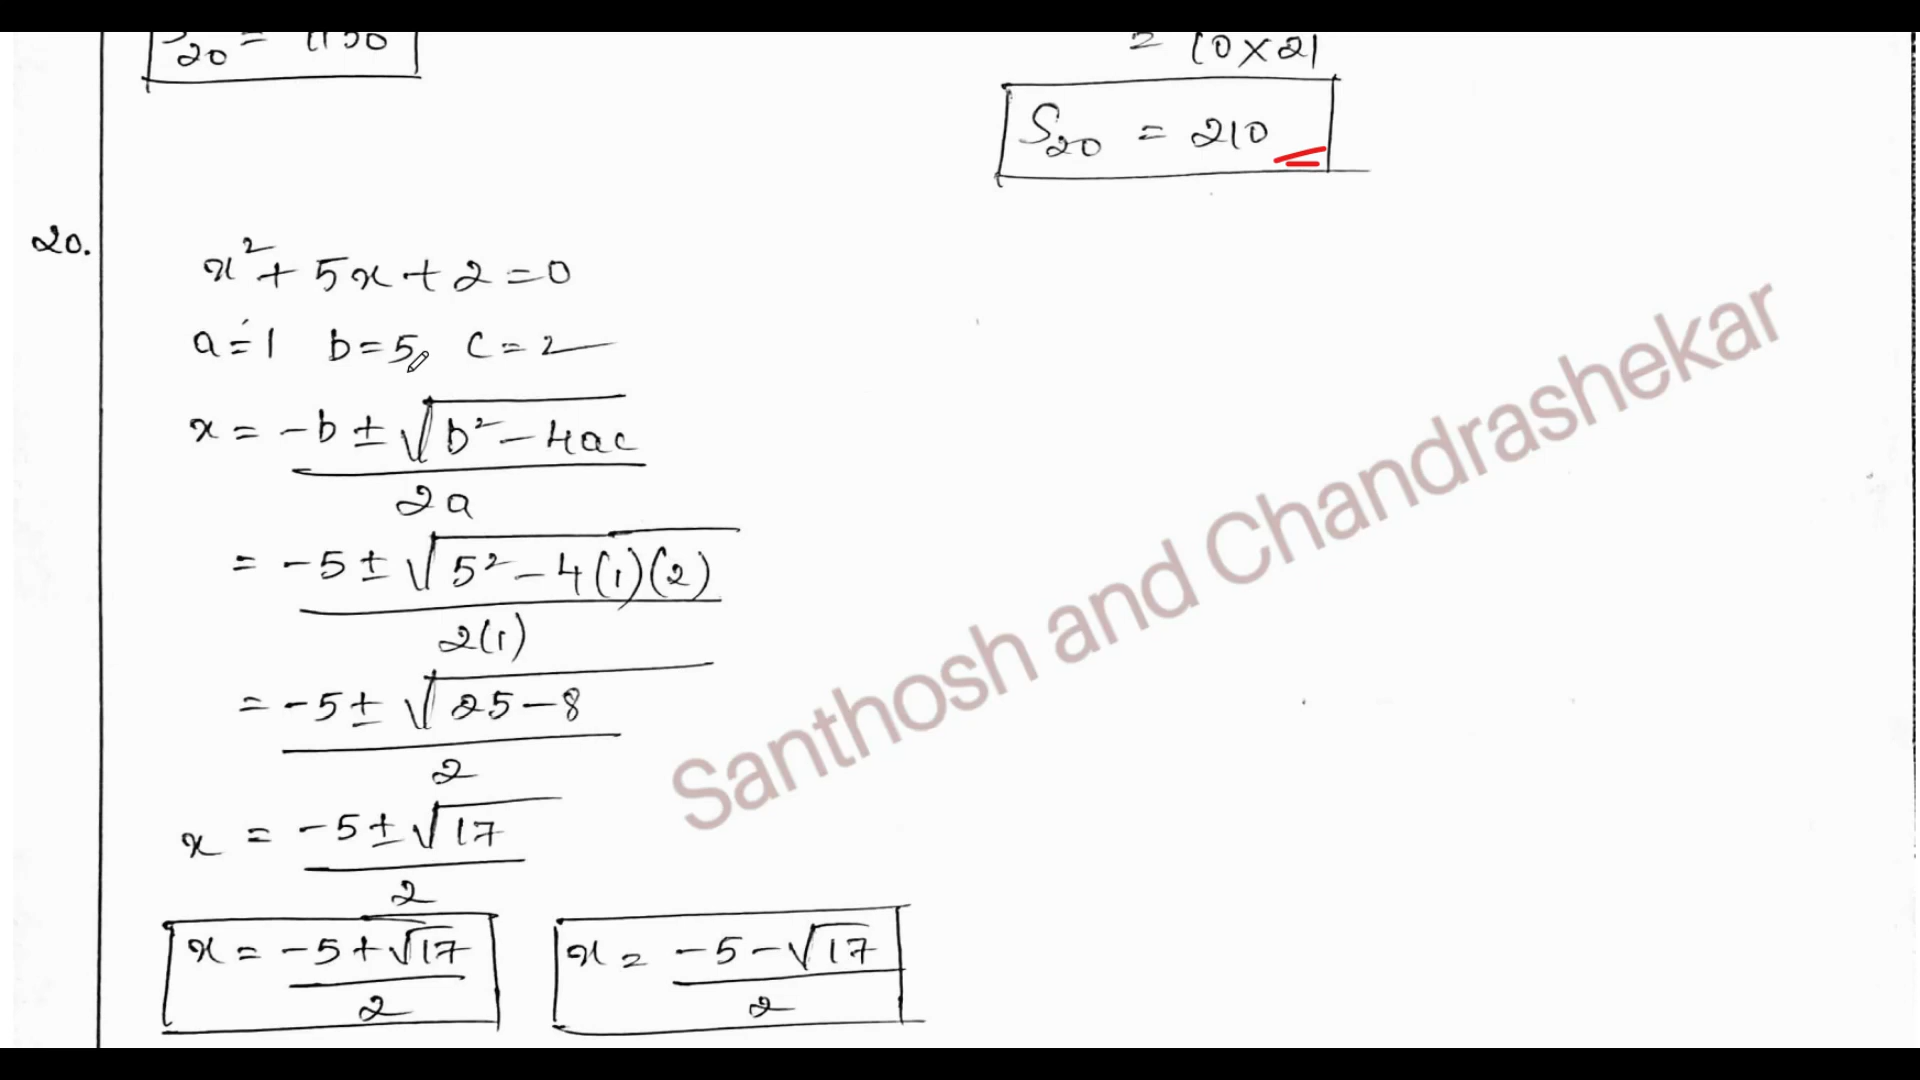 S₂₀ = 1150
= 10×21
S₂₀ = 210
20.
x² + 5x + 2 = 0
a = 1 b = 5, c = 2
x = -b ± √b² - 4ac
2a
= -5 ± √5² - 4(1)(2)
2(1)
= -5 ± √25 - 8
2
x = -5 ± √17
2
x = -5 + √17
2
x = -5 - √17
2
Santhosh and Chandrashekar